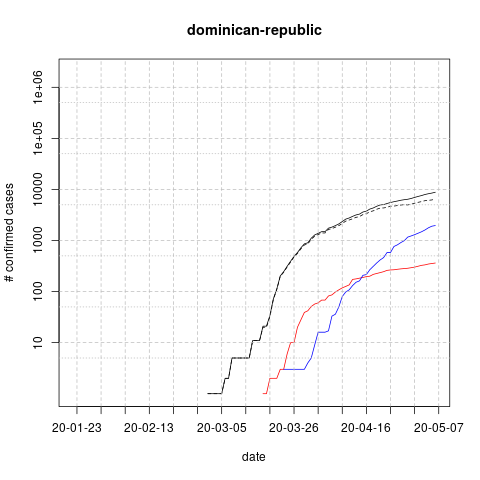 dominican-republic
1e+06
1e+05
10000
1000
100
10
# confirmed cases
20-01-23
20-02-13
20-03-05
20-03-26
20-04-16
20-05-07
date